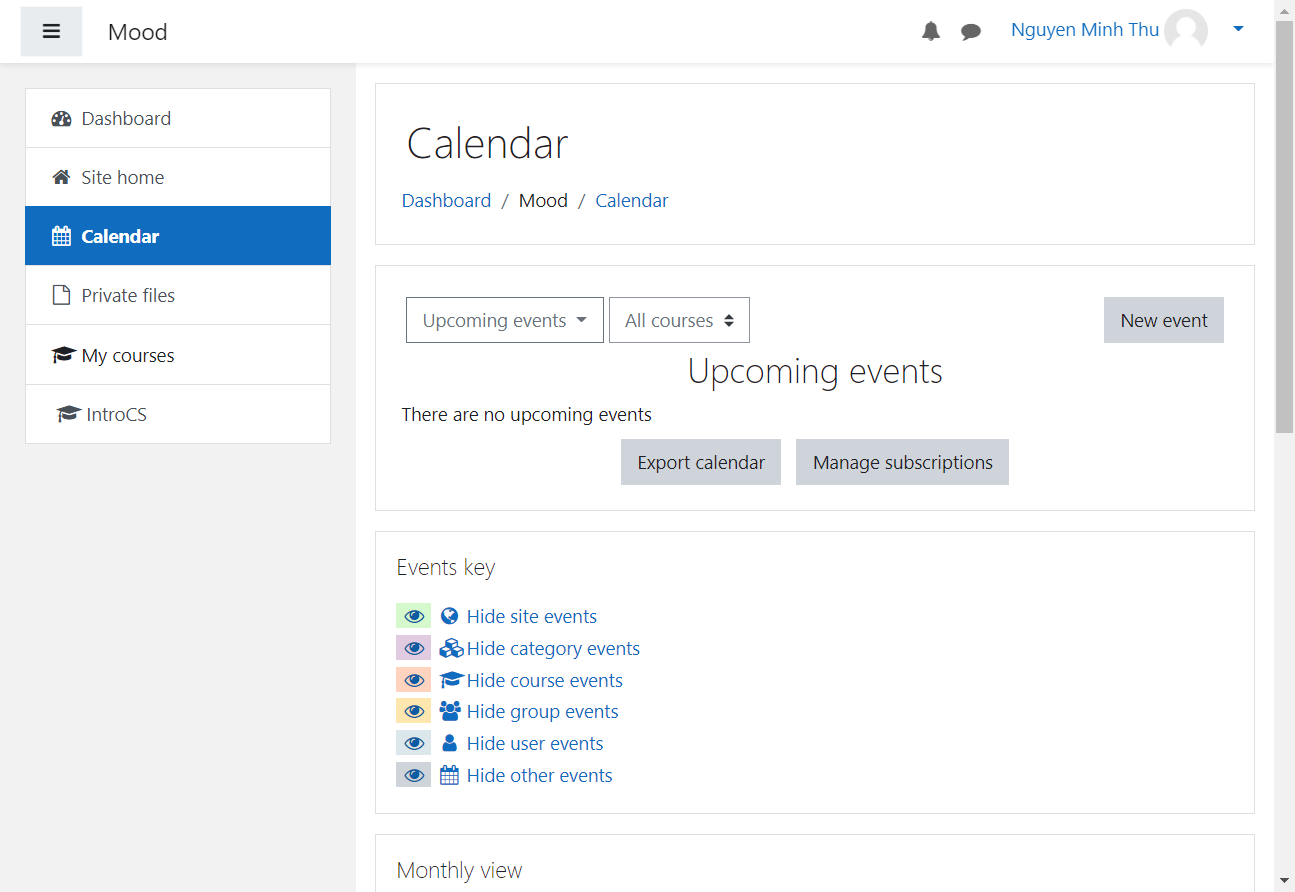 Mood
Nguyen Minh Thu
Dashboard
Site home
Calendar
Private files
My courses
IntroCS
Calendar
Dashboard / Mood / Calendar
Upcoming events All courses New event
Upcoming events
There are no upcoming events
Export calendar Manage subscriptions
Events key
Hide site events
Hide category events
Hide course events
Hide group events
Hide user events
Hide other events
Monthly view